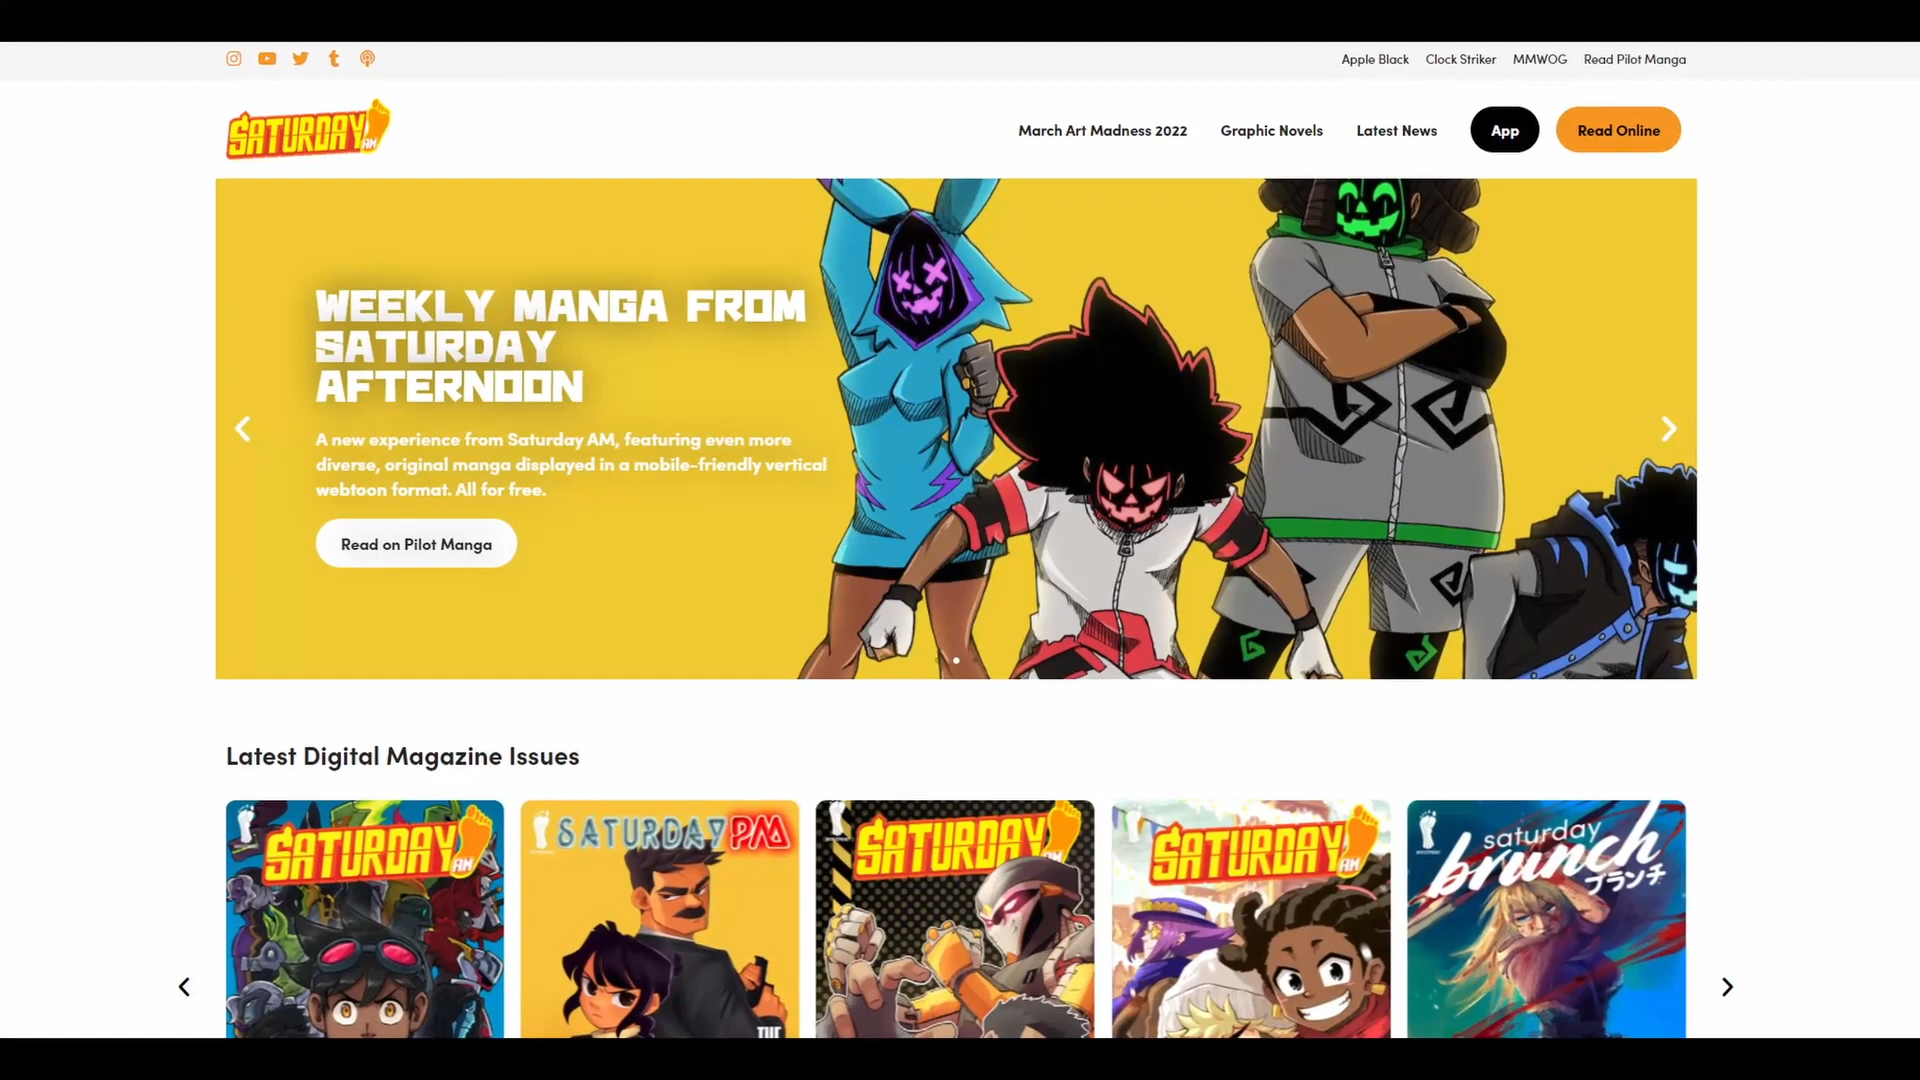 Apple Black Clock Striker MMWOG Read Pilot Manga
SATURDAY AM
March Art Madness 2022 Graphic Novels Latest News App Read Online
WEEKLY MANGA FROM
SATURDAY
AFTERNOON
A new experience from Saturday AM, featuring even more
diverse, original manga displayed in a mobile-friendly vertical
webtoon format. All for free.
Read on Pilot Manga
Latest Digital Magazine Issues
SATURDAY AM
SATURDAY PM
THE
SATURDAY AM
SATURDAY AM
saturday
brunch
ブランチ